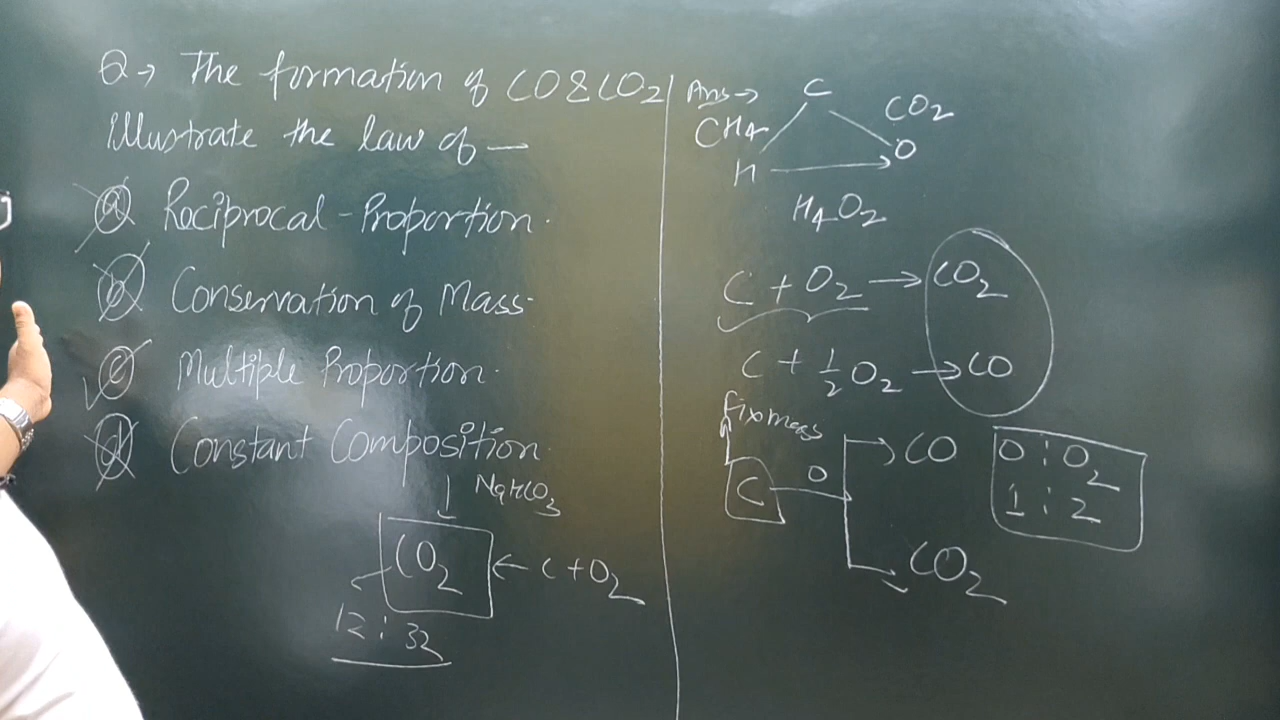 Q → The formation of CO & CO2
illustrate the law of —
(a) Reciprocal-Proportion.
(b) Conservation of Mass.
(c) Multiple Proportion.
(d) Constant Composition.
NaHCO3
CO2 ← C + O2
12 : 32
Ans →
C
CH4
CO2
H
O
H4O2
C + O2 → CO2
C + 1/2 O2 → CO
fix mass
C
O
CO
CO2
O : O2
1 : 2